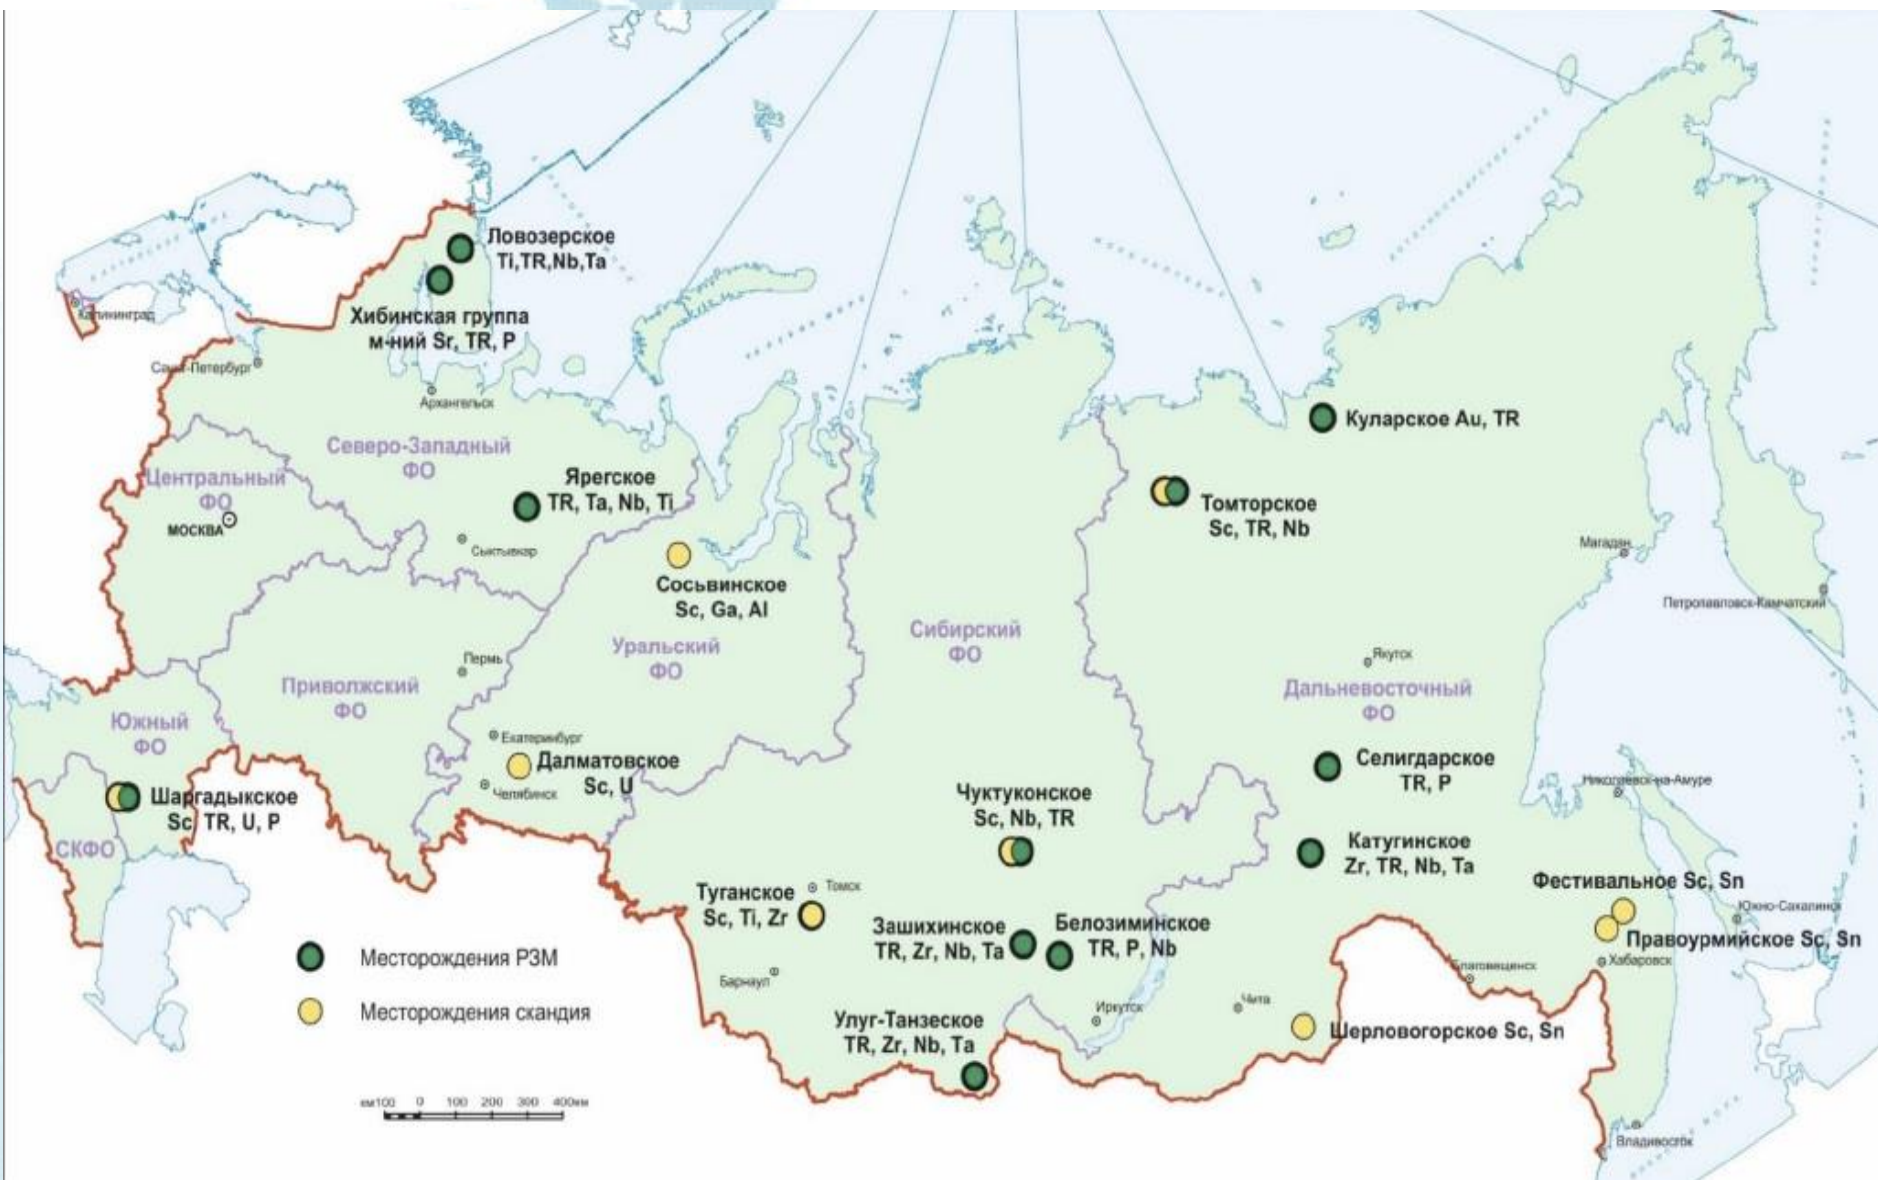 Ловозерское
Ti,TR,Nb,Ta
Калининград
Хибинская группа
м-ний Sr, TR, P
Санкт-Петербург
Архангельск
Куларское Au, TR
Северо-Западный
ФО
Центральный
ФО
МОСКВА
Ярегское
TR, Ta, Nb, Ti
Сыктывкар
Томторское
Sc, TR, Nb
Магадан
Сосьвинское
Sc, Ga, Al
Петропавловск-Камчатский
Уральский
ФО
Сибирский
ФО
Якутск
Пермь
Приволжский
ФО
Дальневосточный
ФО
Южный
ФО
Екатеринбург
Далматовское
Sc, U
Челябинск
Селигдарское
TR, P
Николаевск-на-Амуре
Шаргадыкское
Sc, TR, U, P
Чуктуконское
Sc, Nb, TR
СКФО
Катугинское
Zr, TR, Nb, Ta
Туганское
Sc, Ti, Zr
Томск
Фестивальное Sc, Sn
Южно-Сахалинск
Зашихинское
TR, Zr, Nb, Ta
Белозиминское
TR, P, Nb
Правоурмийское Sc, Sn
Хабаровск
Месторождения РЗМ
Барнаул
Благовещенск
Месторождения скандия
Иркутск
Чита
Улуг-Танзеское
TR, Zr, Nb, Ta
Шерловогорское Sc, Sn
км100 0 100 200 300 400км
Владивосток